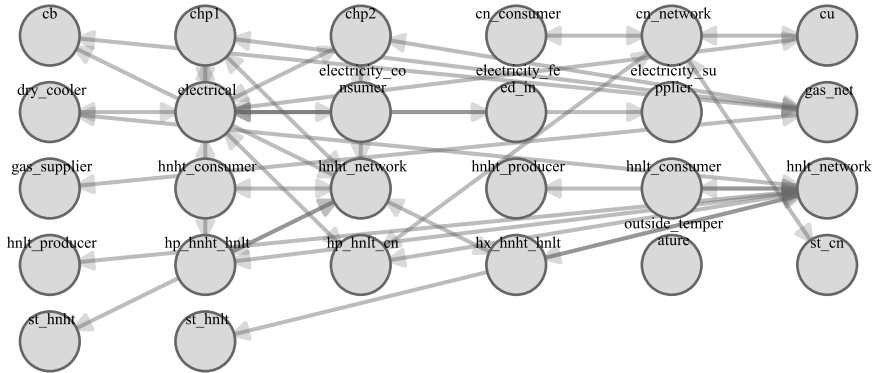 cb
chp1
chp2
cn_consumer
cn_network
cu
dry_cooler
electrical
electricity_co
nsumer
electricity_fe
ed_in
electricity_su
pplier
gas_net
gas_supplier
hnht_consumer
hnht_network
hnht_producer
hnlt_consumer
hnlt_network
hnlt_producer
hp_hnht_hnlt
hp_hnlt_cn
hx_hnht_hnlt
outside_temper
ature
st_cn
st_hnht
st_hnlt